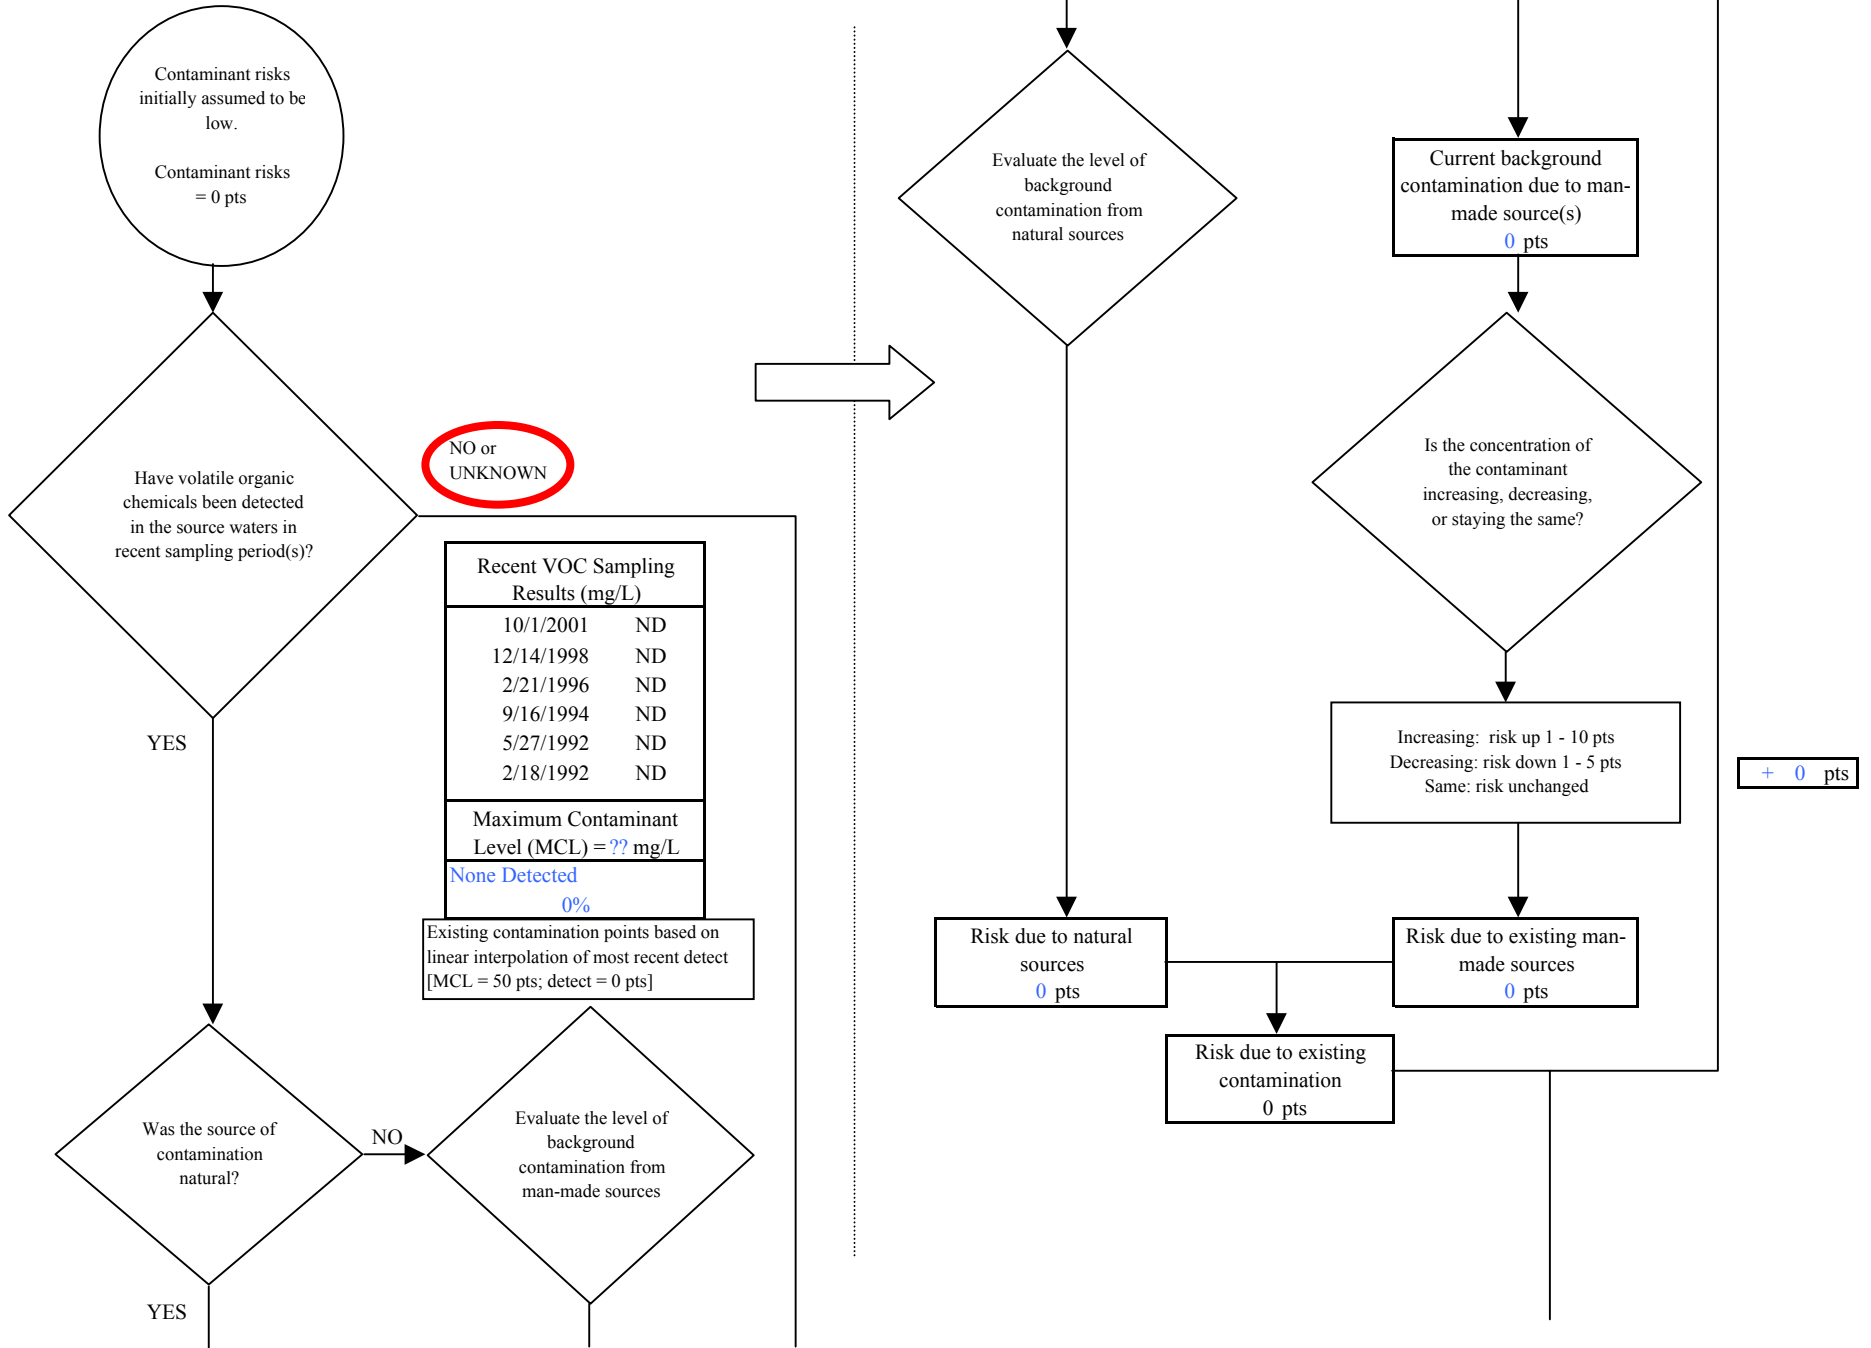 Contaminant risks
initially assumed to be
low.
Contaminant risks
= 0 pts
Have volatile organic
chemicals been detected
in the source waters in
recent sampling period(s)?
NO or
UNKNOWN
YES
Recent VOC Sampling
Results (mg/L)
10/1/2001 ND
12/14/1998 ND
2/21/1996 ND
9/16/1994 ND
5/27/1992 ND
2/18/1992 ND
Maximum Contaminant
Level (MCL) = ?? mg/L
None Detected
0%
Existing contamination points based on
linear interpolation of most recent detect
[MCL = 50 pts; detect = 0 pts]
Was the source of
contamination
natural?
NO
YES
Evaluate the level of
background
contamination from
man-made sources
Evaluate the level of
background
contamination from
natural sources
Current background
contamination due to man-
made source(s)
0 pts
Is the concentration of
the contaminant
increasing, decreasing,
or staying the same?
Increasing: risk up 1 - 10 pts
Decreasing: risk down 1 - 5 pts
Same: risk unchanged
+ 0 pts
Risk due to natural
sources
0 pts
Risk due to existing man-
made sources
0 pts
Risk due to existing
contamination
0 pts